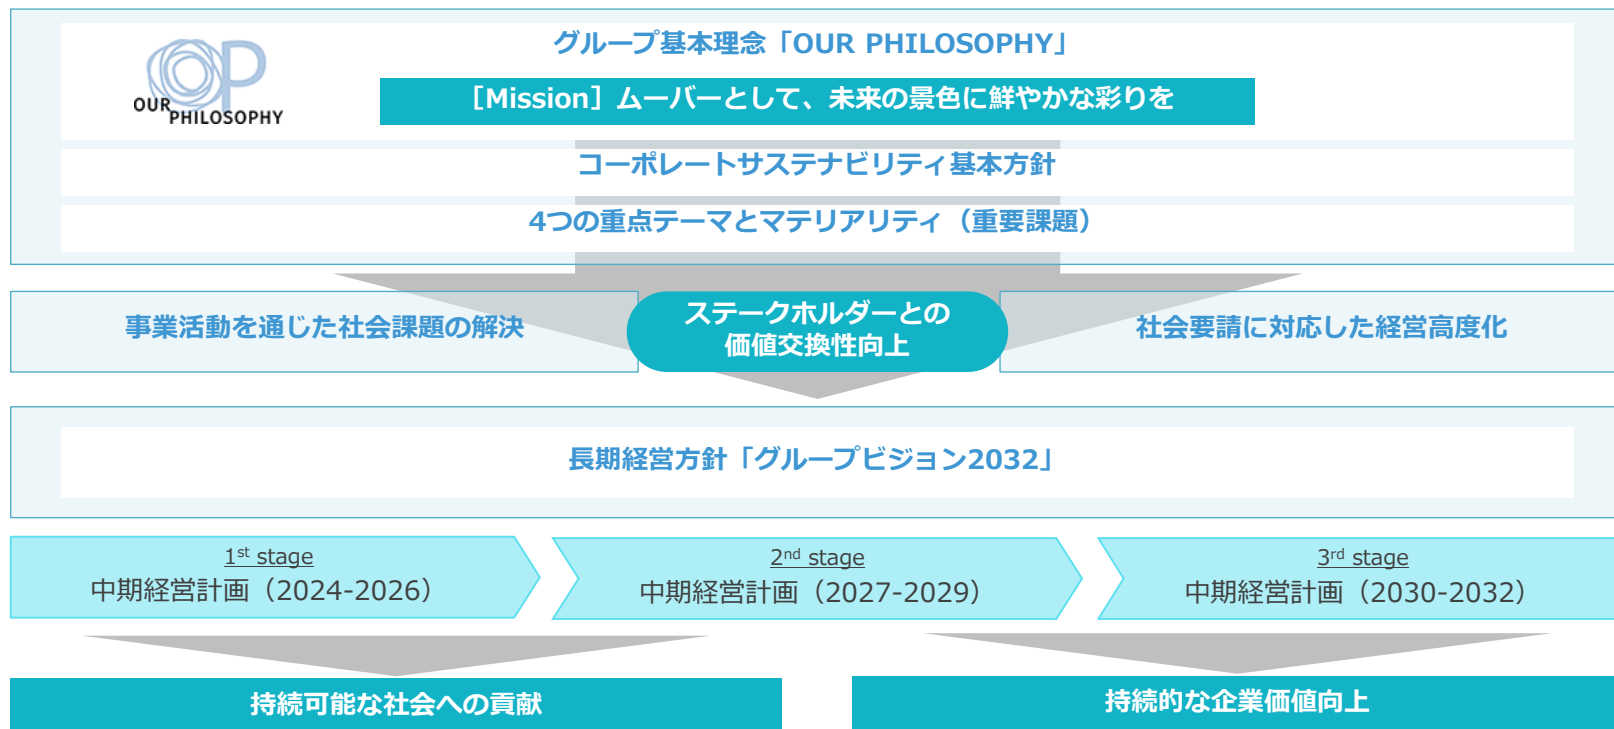 グループ基本理念「OUR PHILOSOPHY」
OP
OUR
PHILOSOPHY
［Mission］ムーバーとして、未来の景色に鮮やかな彩りを
コーポレートサステナビリティ基本方針
4つの重点テーマとマテリアリティ（重要課題）
事業活動を通じた社会課題の解決
ステークホルダーとの
価値交換性向上
社会要請に対応した経営高度化
長期経営方針「グループビジョン2032」
1st stage
中期経営計画（2024-2026）
2nd stage
中期経営計画（2027-2029）
3rd stage
中期経営計画（2030-2032）
持続可能な社会への貢献
持続的な企業価値向上